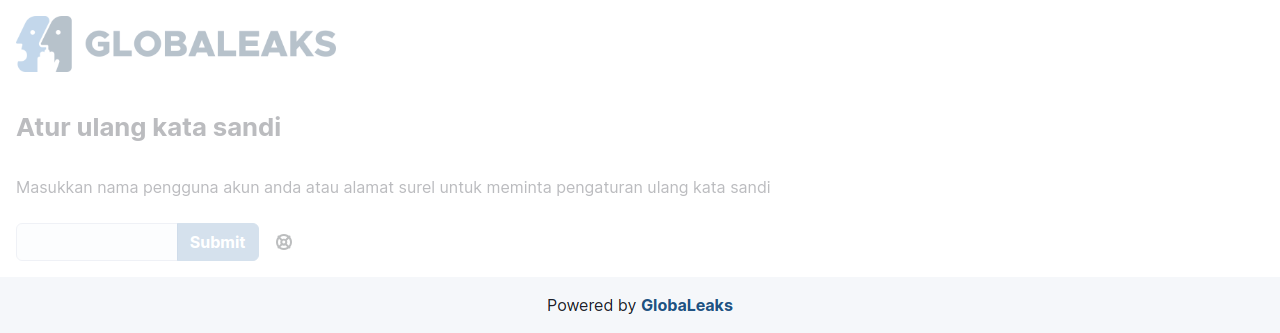 GLOBALEAKS
Atur ulang kata sandi
Masukkan nama pengguna akun anda atau alamat surel untuk meminta pengaturan ulang kata sandi
Submit
Powered by GlobaLeaks